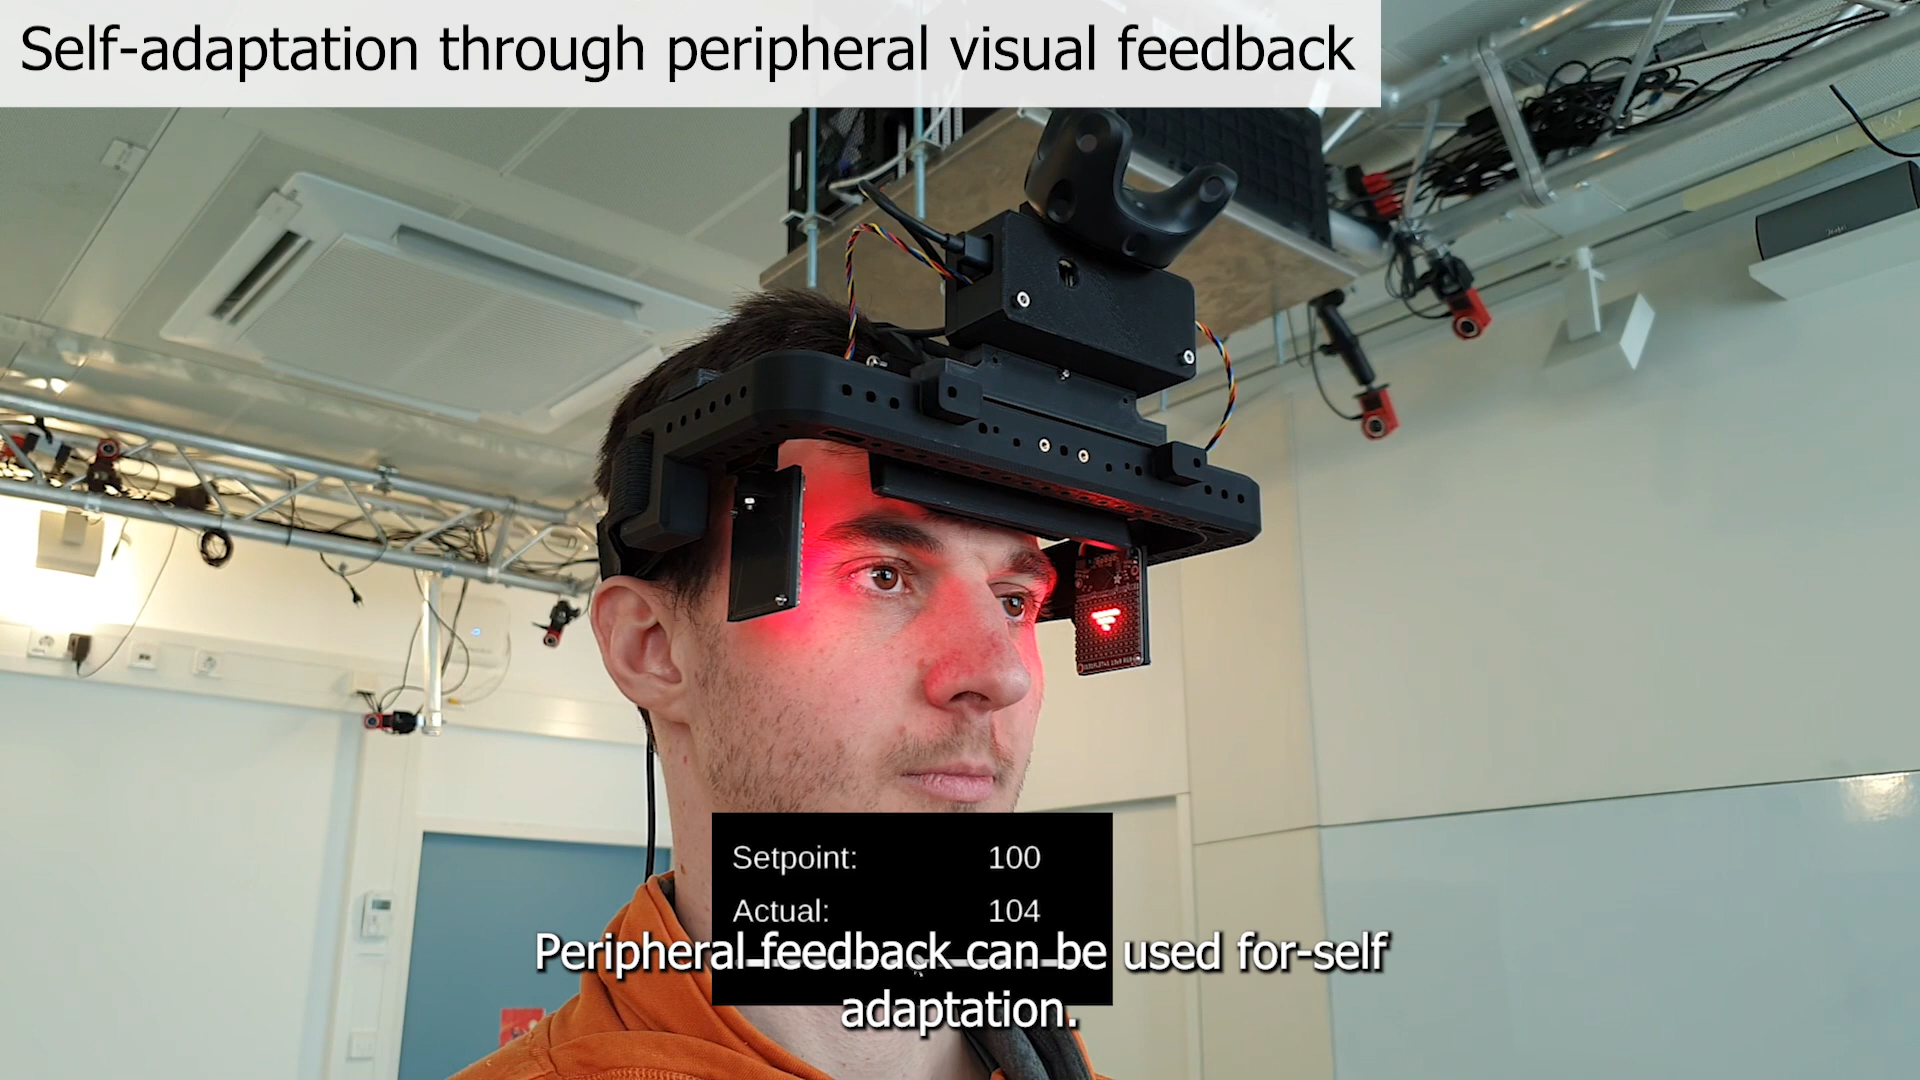 Self-adaptation through peripheral visual feedback
Setpoint: 100
Actual: 104
Peripheral feedback can be used for-self
adaptation.